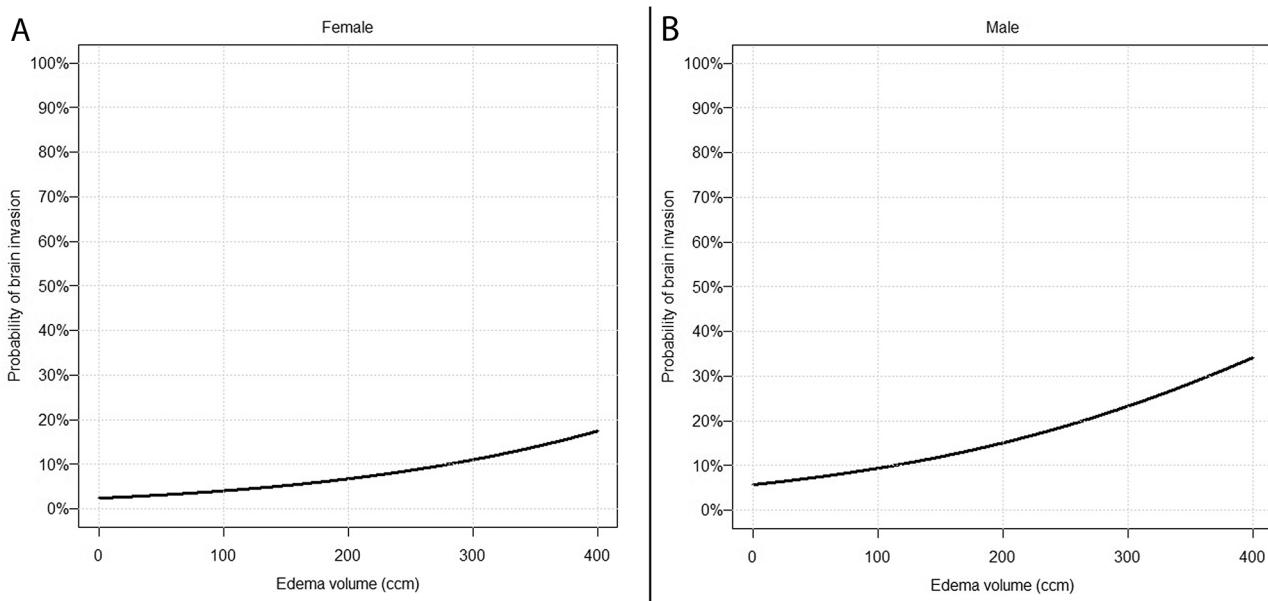 A
Female
100%
90%
80%
70%
60%
50%
40%
30%
20%
10%
0%
Probability of brain invasion
0 100 200 300 400
Edema volume (ccm)
B
Male
100%
90%
80%
70%
60%
50%
40%
30%
20%
10%
0%
Probability of brain invasion
0 100 200 300 400
Edema volume (ccm)